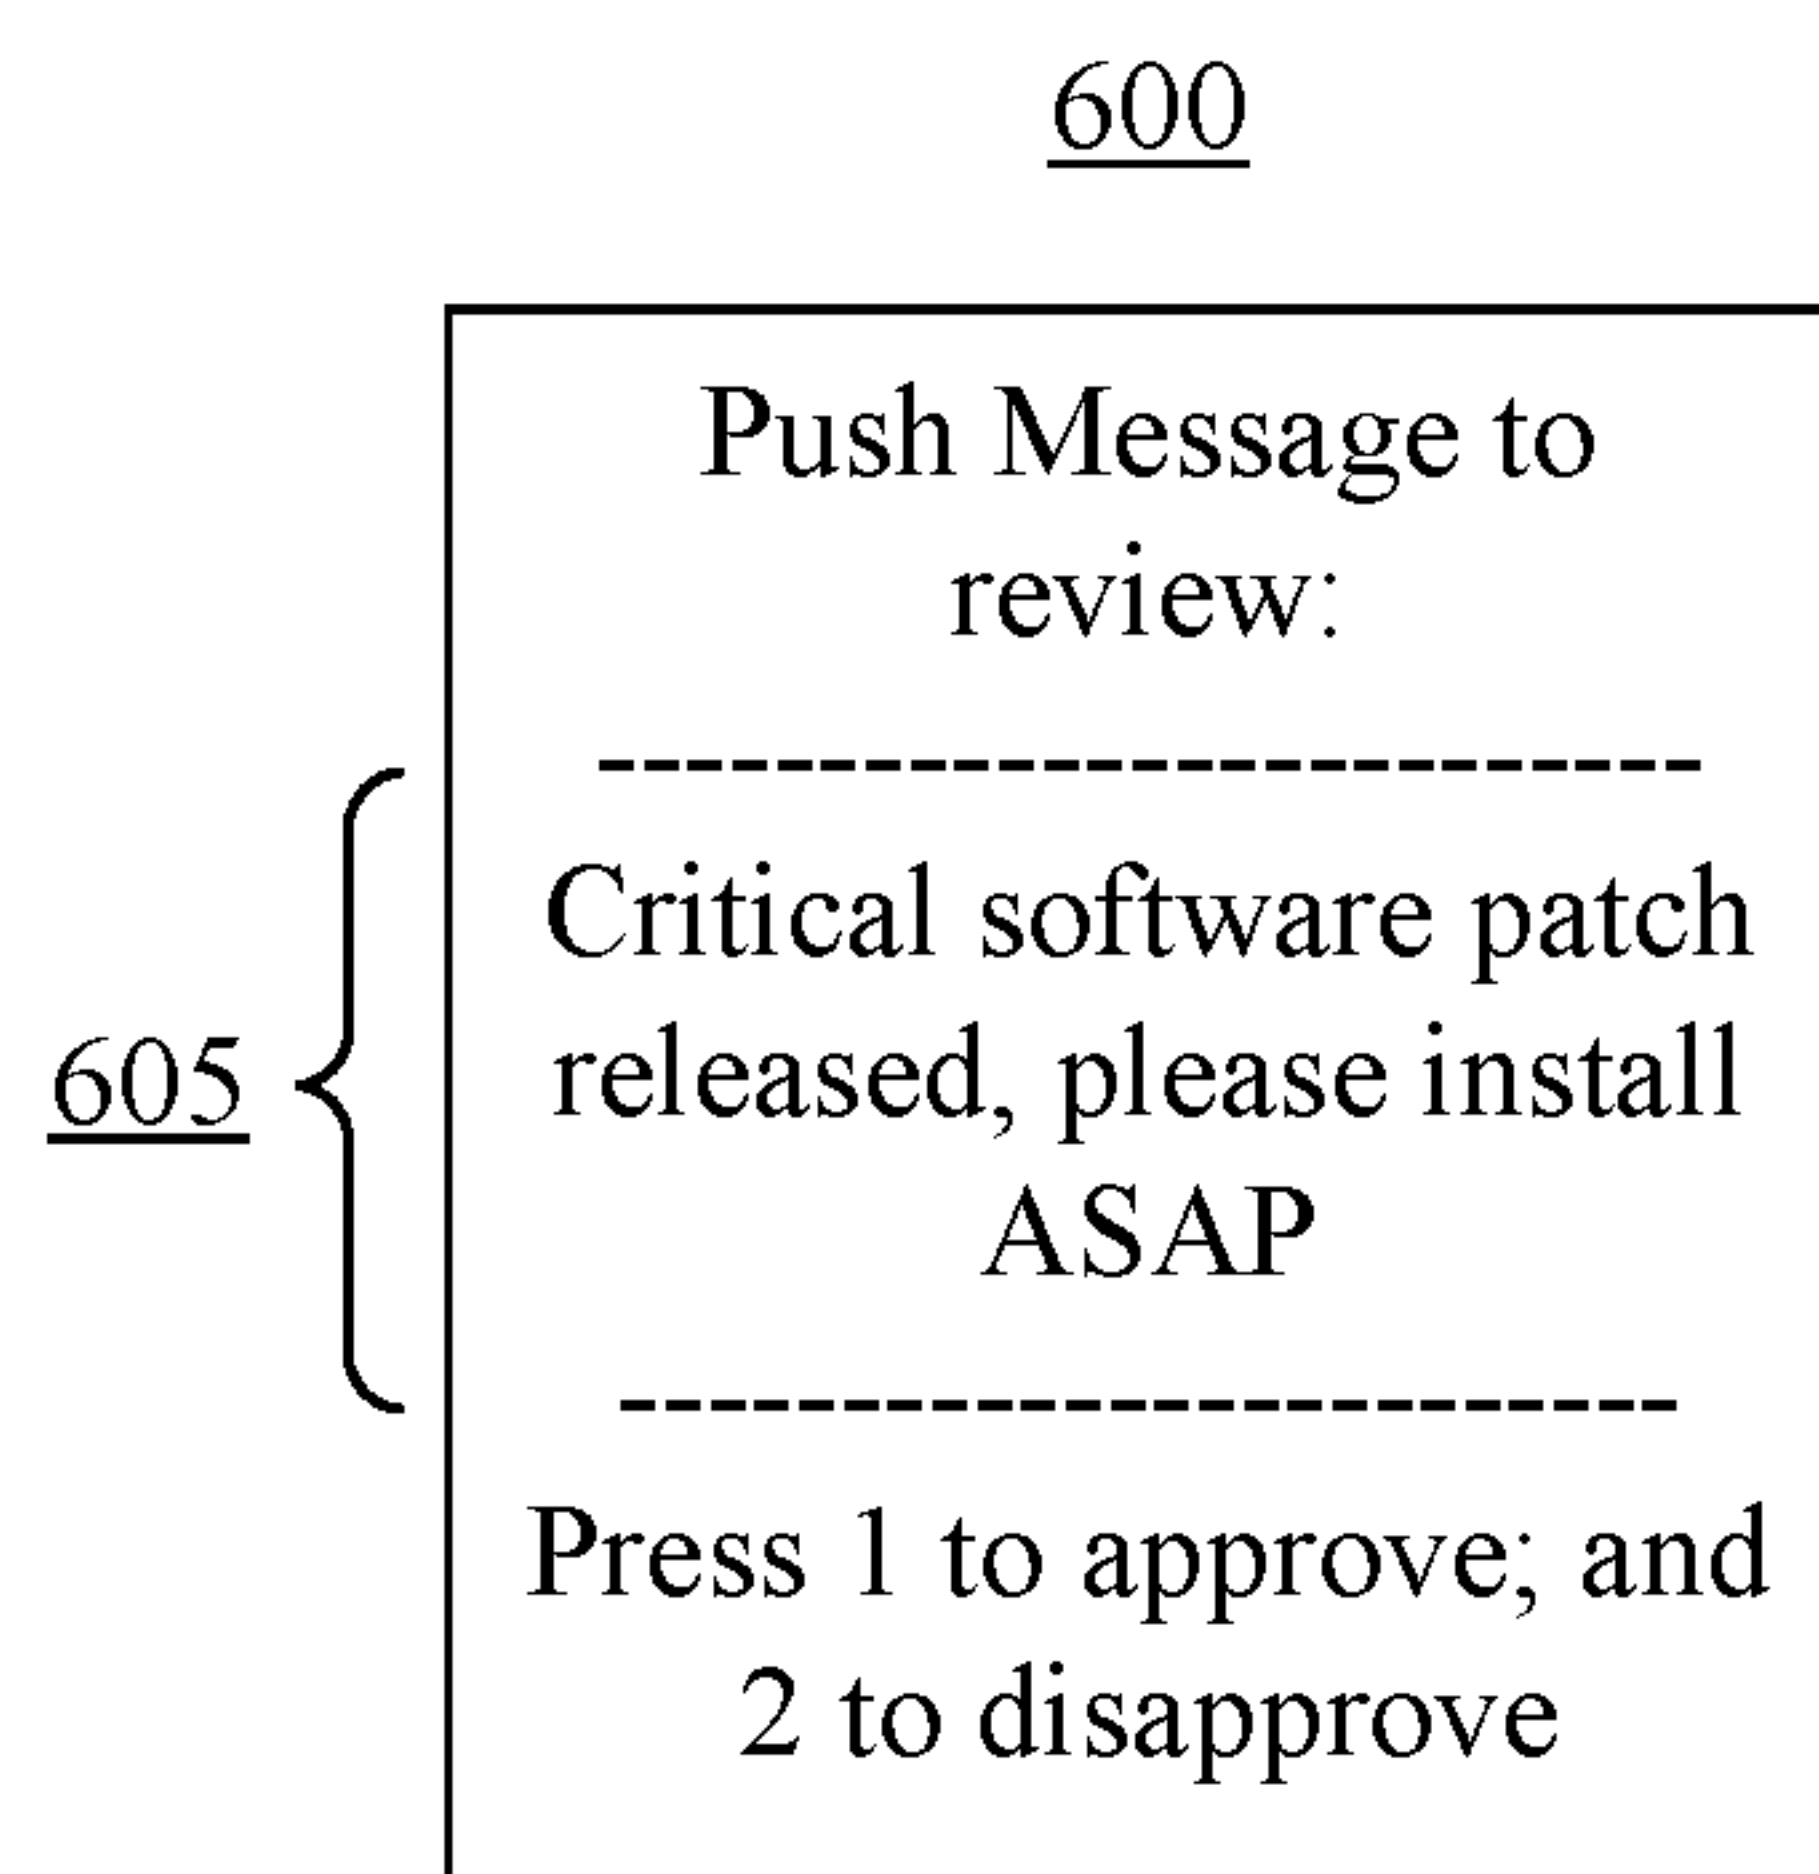 600
Push Message to
review:
--------------------------
Critical software patch
released, please install
ASAP
605
-------------------------
Press 1 to approve; and
2 to disapprove